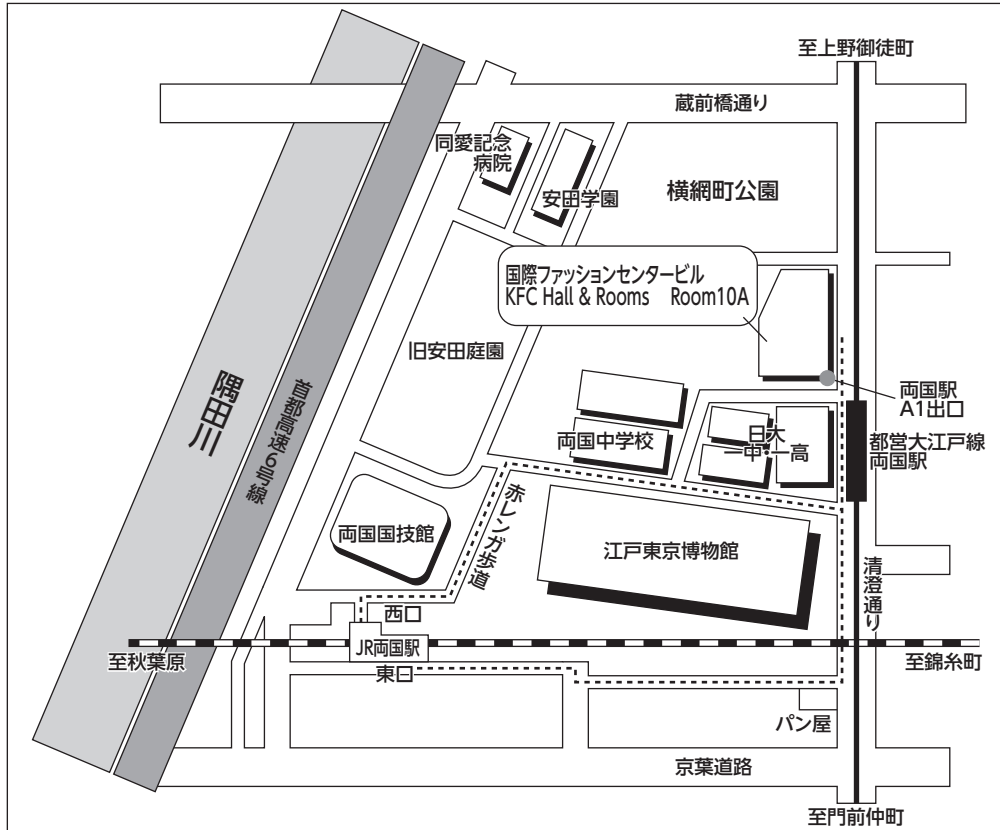 至上野御徒町
蔵前橋通り
同愛記念
病院
安田学園
横網町公園
国際ファッションセンタービル
KFC Hall & Rooms　Room10A
旧安田庭園
隅田川
首都高速6号線
両国駅
A1出口
両国中学校
日大
一中・一高
都営大江戸線
両国駅
赤レンガ歩道
両国国技館
江戸東京博物館
清澄通り
西口
至秋葉原
JR両国駅
至錦糸町
東口
パン屋
京葉道路
至門前仲町